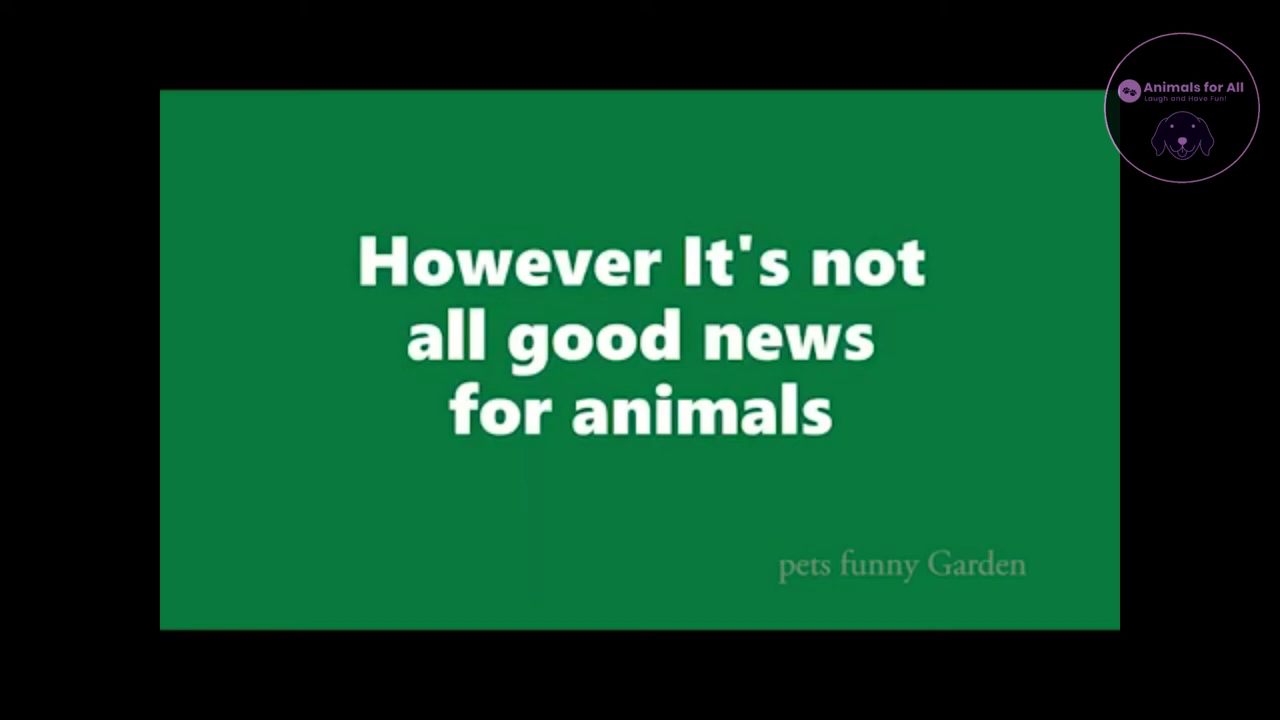 Animals for All
Laugh and Have Fun!
However It's not
all good news
for animals
pets funny Garden